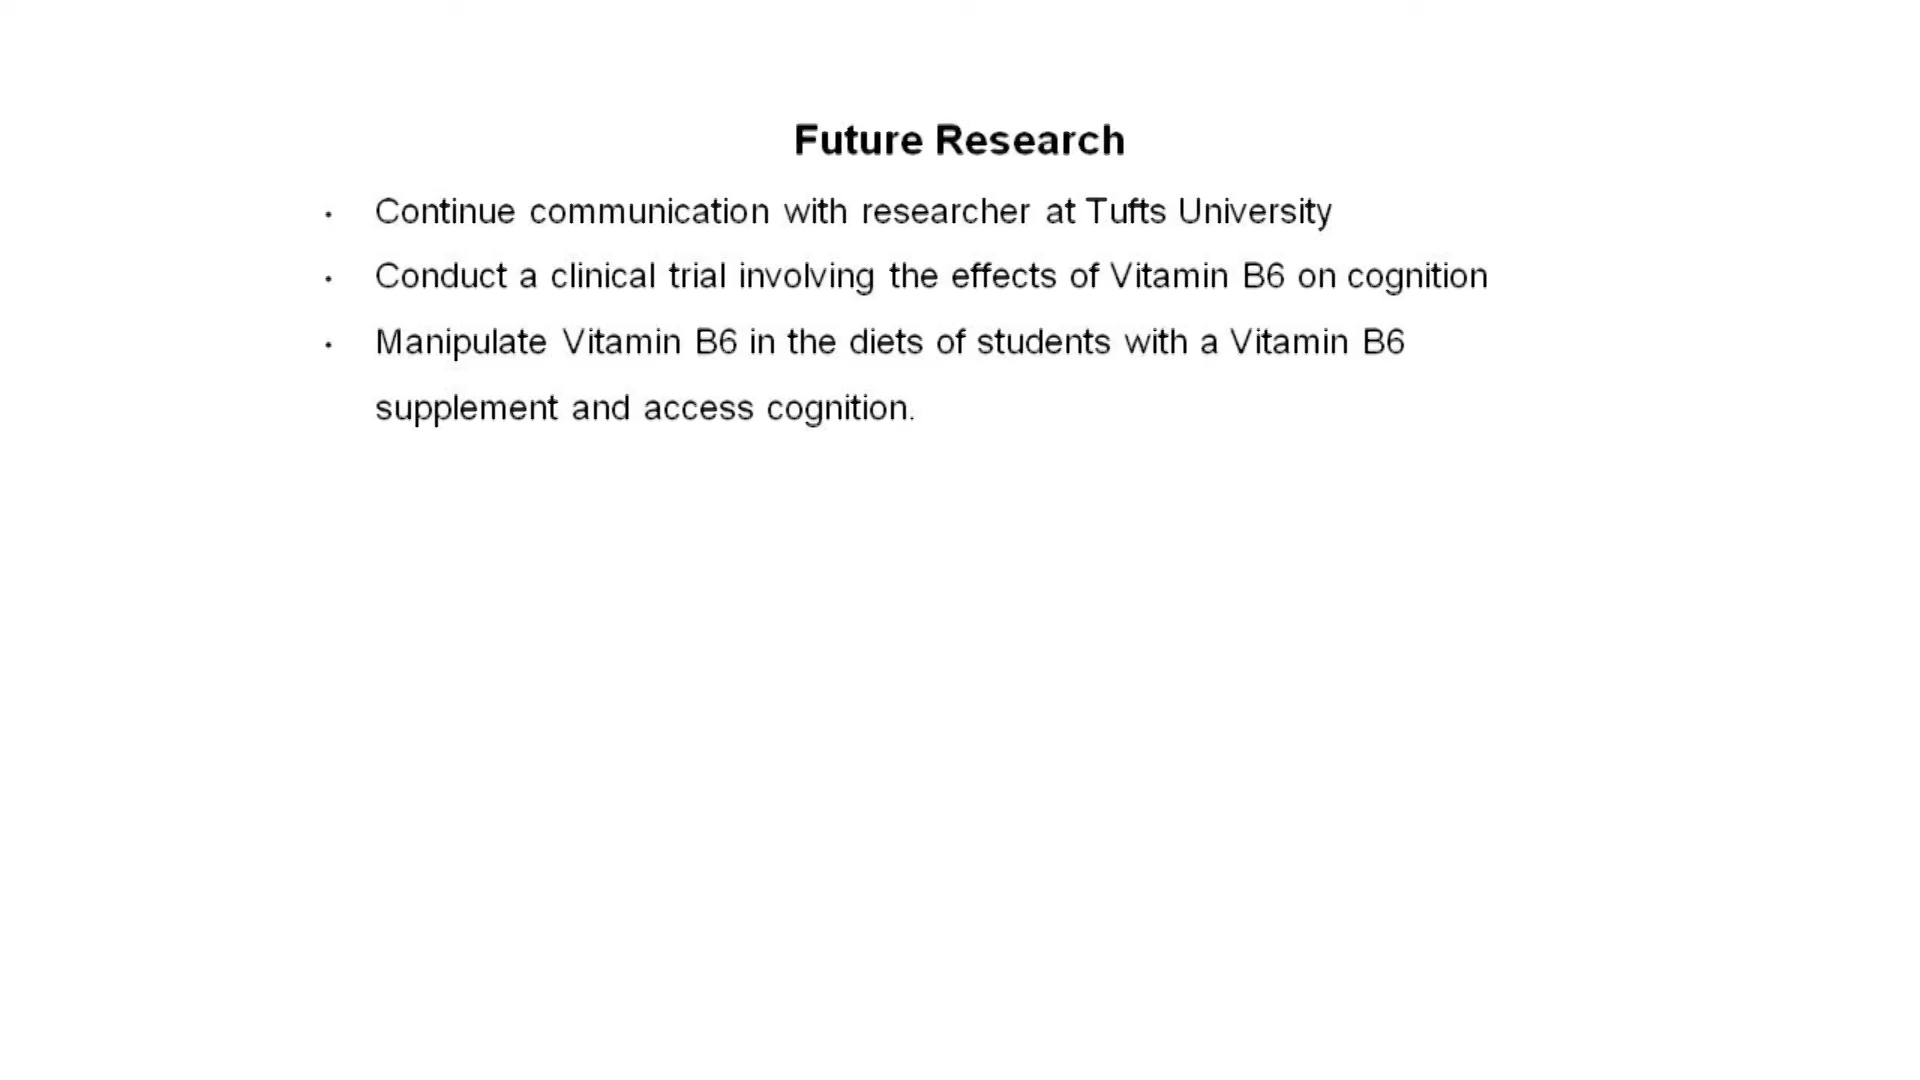 Future Research
· Continue communication with researcher at Tufts University
· Conduct a clinical trial involving the effects of Vitamin B6 on cognition
· Manipulate Vitamin B6 in the diets of students with a Vitamin B6
supplement and access cognition.